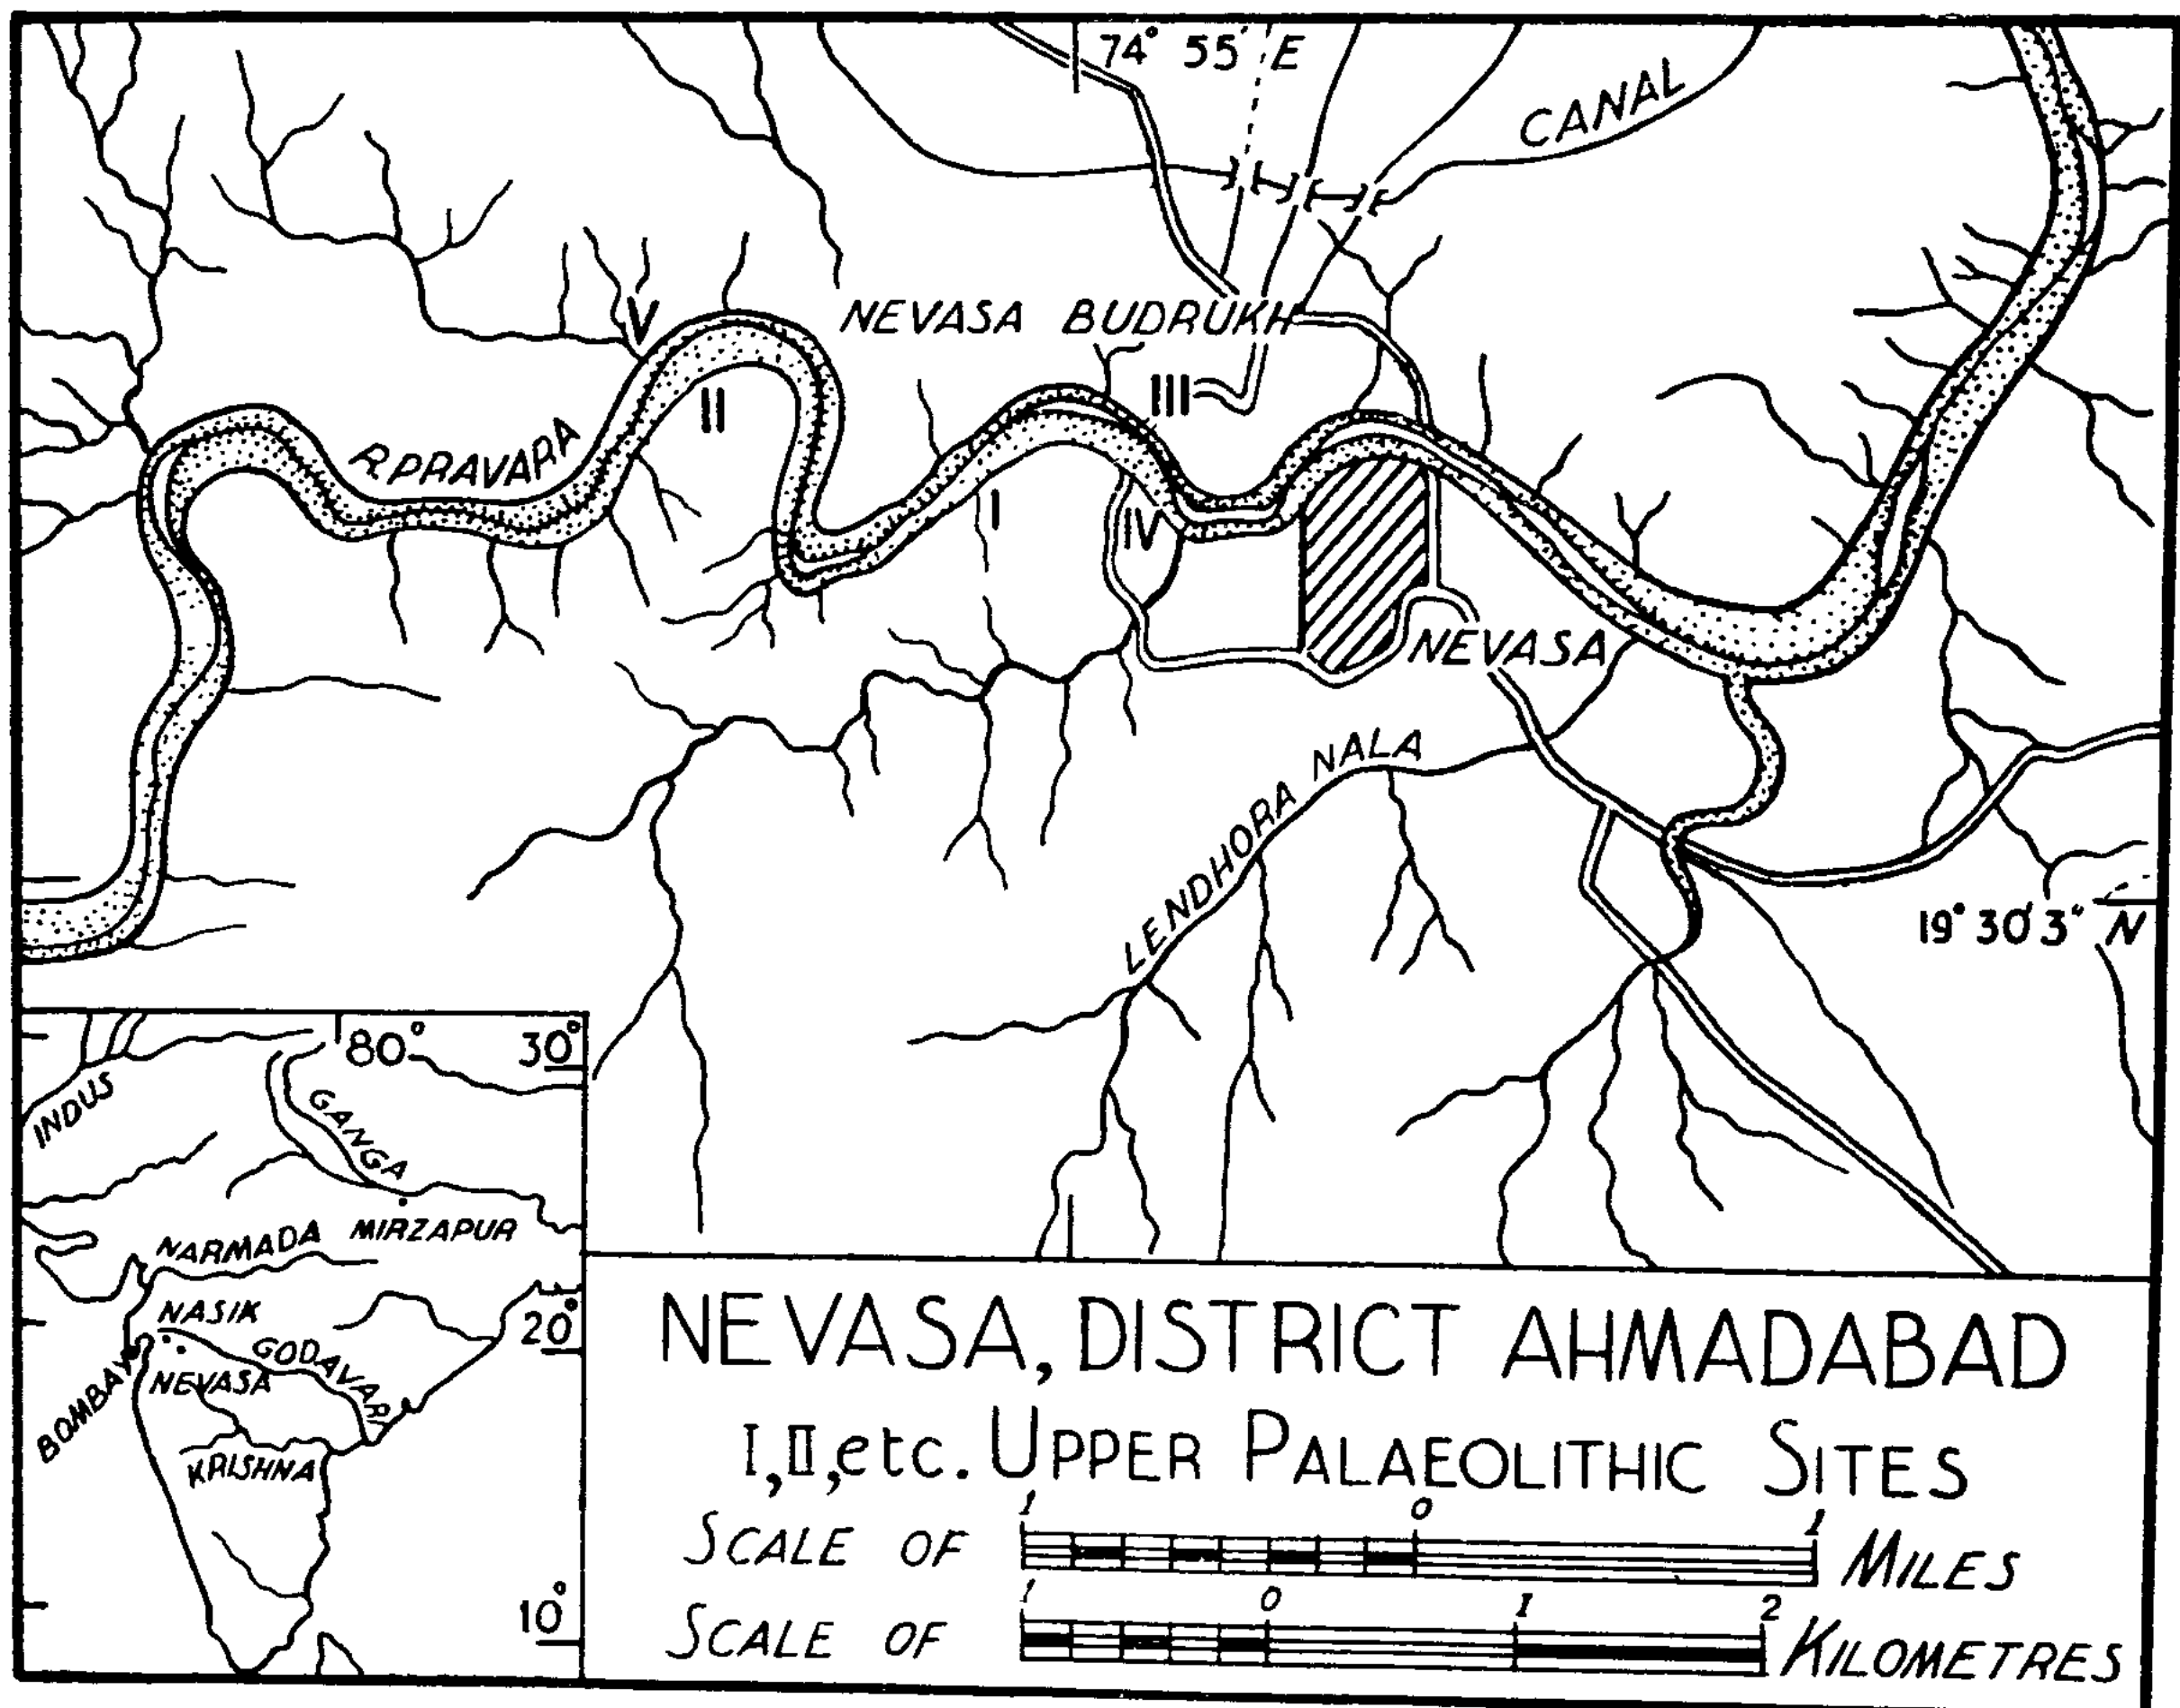 74° 55' E
CANAL
V
NEVASA BUDRUKH
II
III
R PRAVARA
I
IV
NEVASA
LENDHORA NALA
19° 30' 3" N
80°
30°
INDUS
GANGA
NARMADA
MIRZAPUR
NASIK
20°
GODAVARI
BOMBAY
NEVASA
KRISHNA
10°
NEVASA, DISTRICT AHMADABAD
I, II, etc. UPPER PALAEOLITHIC SITES
1 0 1
SCALE OF MILES
1 0 1 2
SCALE OF KILOMETRES